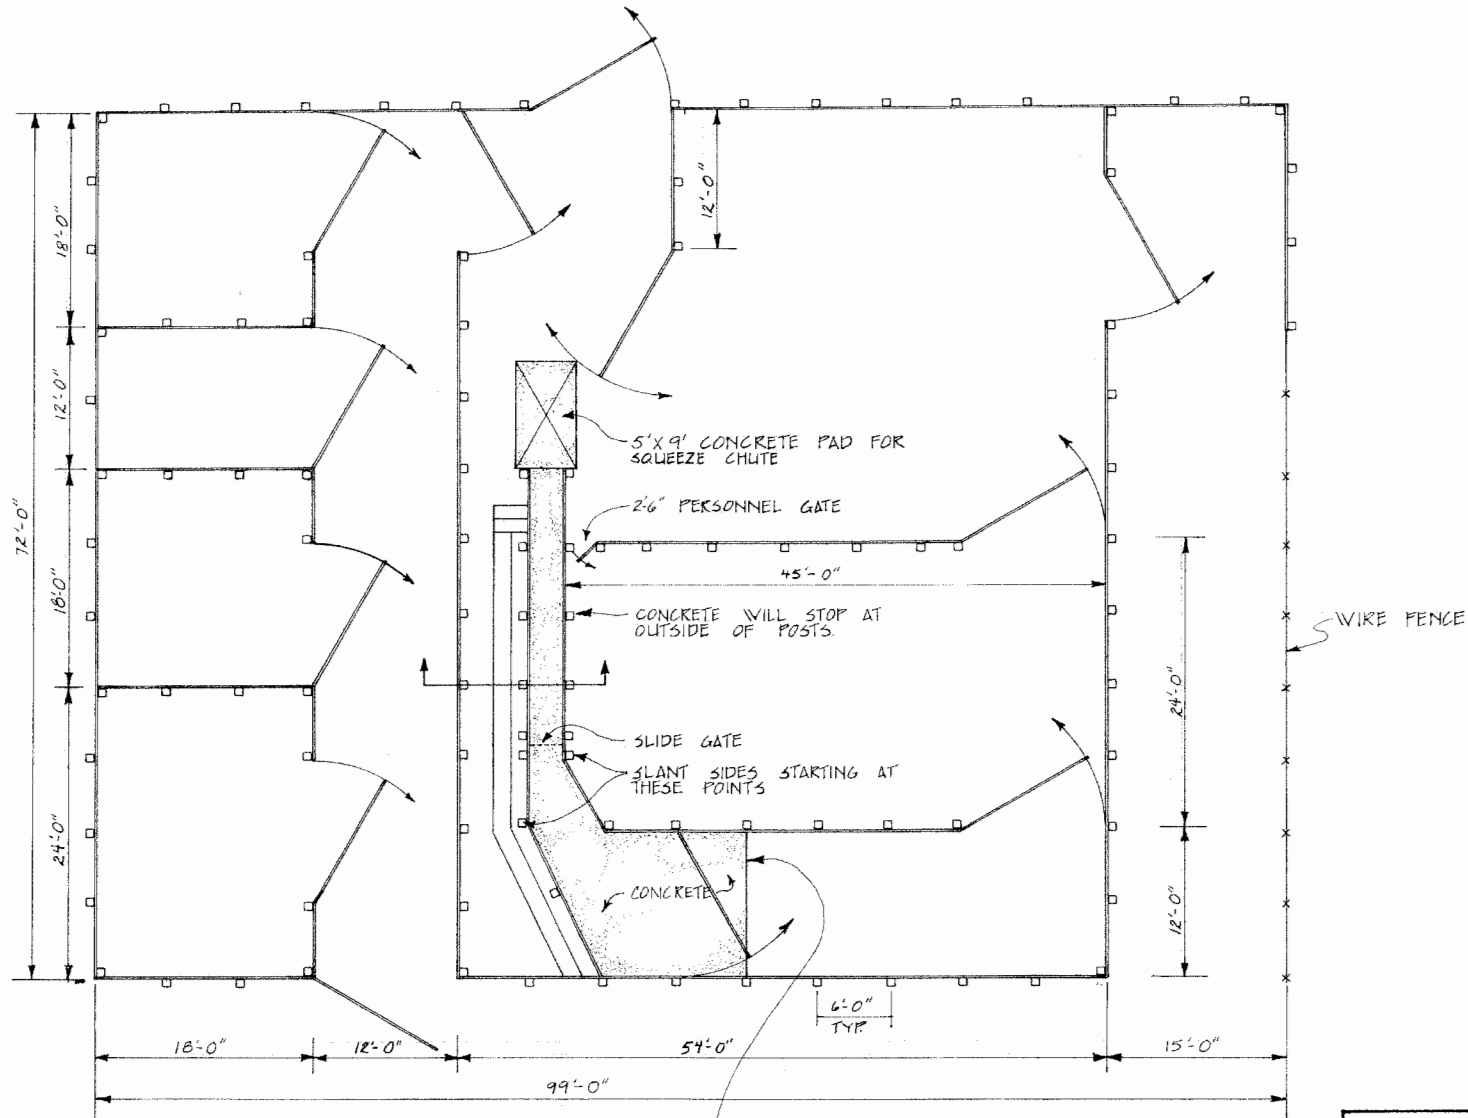 12'-0"
18'-0"
5'X 9' CONCRETE PAD FOR
SQUEEZE CHUTE
12'-0"
2'-6" PERSONNEL GATE
72'-0"
45'-0"
18'-0"
CONCRETE WILL STOP AT
OUTSIDE OF POSTS.
WIRE FENCE
24'-0"
SLIDE GATE
SLANT SIDES STARTING AT
THESE POINTS
24'-0"
CONCRETE
12'-0"
6'-0"
TYP.
18'-0"
12'-0"
54'-0"
15'-0"
99'-0"